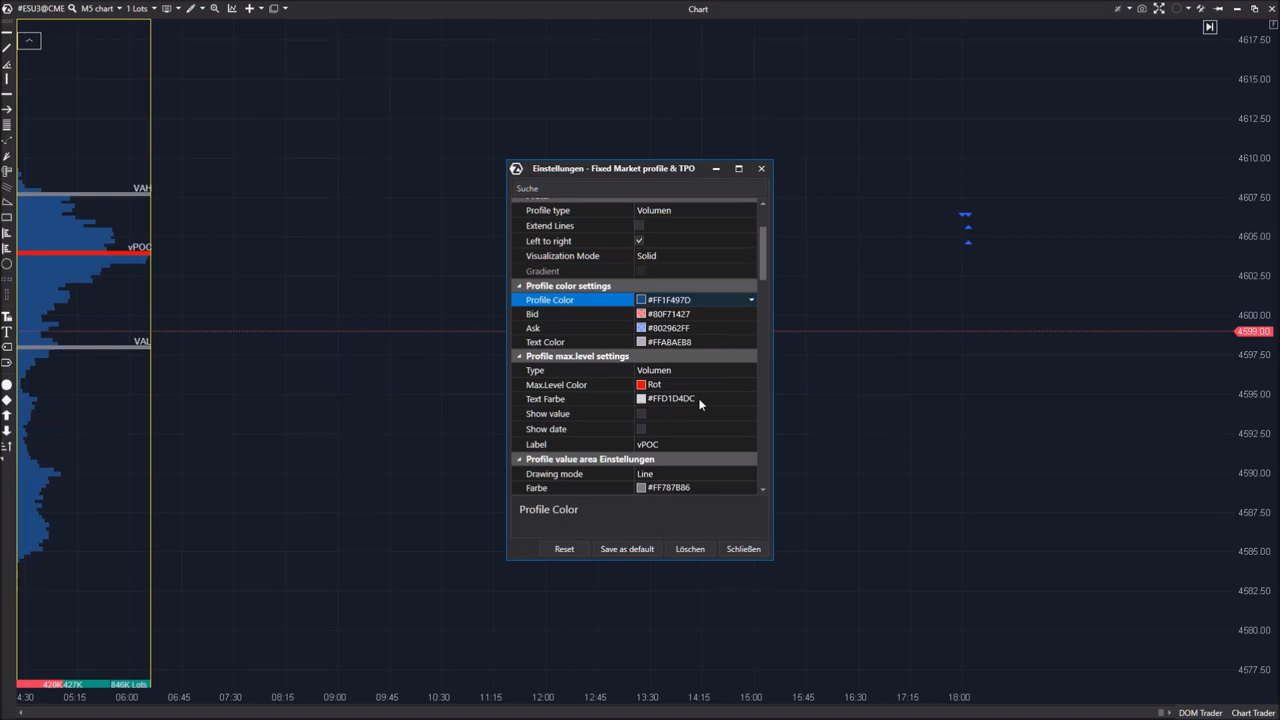 #ESU3@CME M5 chart 1 Lots Chart
4617.50
4615.00
4612.50
4610.00
4607.50
4605.00
4602.50
4600.00
4599.00
4597.50
4595.00
4592.50
4590.00
4587.50
4585.00
4582.50
4580.00
4577.50
VAH
vPOC
VAL
Einstellungen - Fixed Market profile & TPO
Suche
Profile type Volumen
Extend Lines
Left to right
Visualization Mode Solid
Gradient
Profile color settings
Profile Color #FF1F497D
Bid #80F71427
Ask #802962FF
Text Color #FFABAEB8
Profile max.level settings
Type Volumen
Max.Level Color Rot
Text Farbe #FFD1D4DC
Show value
Show date
Label vPOC
Profile value area Einstellungen
Drawing mode Line
Farbe #FF787B86
Profile Color
Reset Save as default Löschen Schließen
420K 427K 846K Lots
4:30 05:15 06:00 06:45 07:30 08:15 09:00 09:45 10:30 11:15 12:00 12:45 13:30 14:15 15:00 15:45 16:30 17:15 18:00
DOM Trader Chart Trader